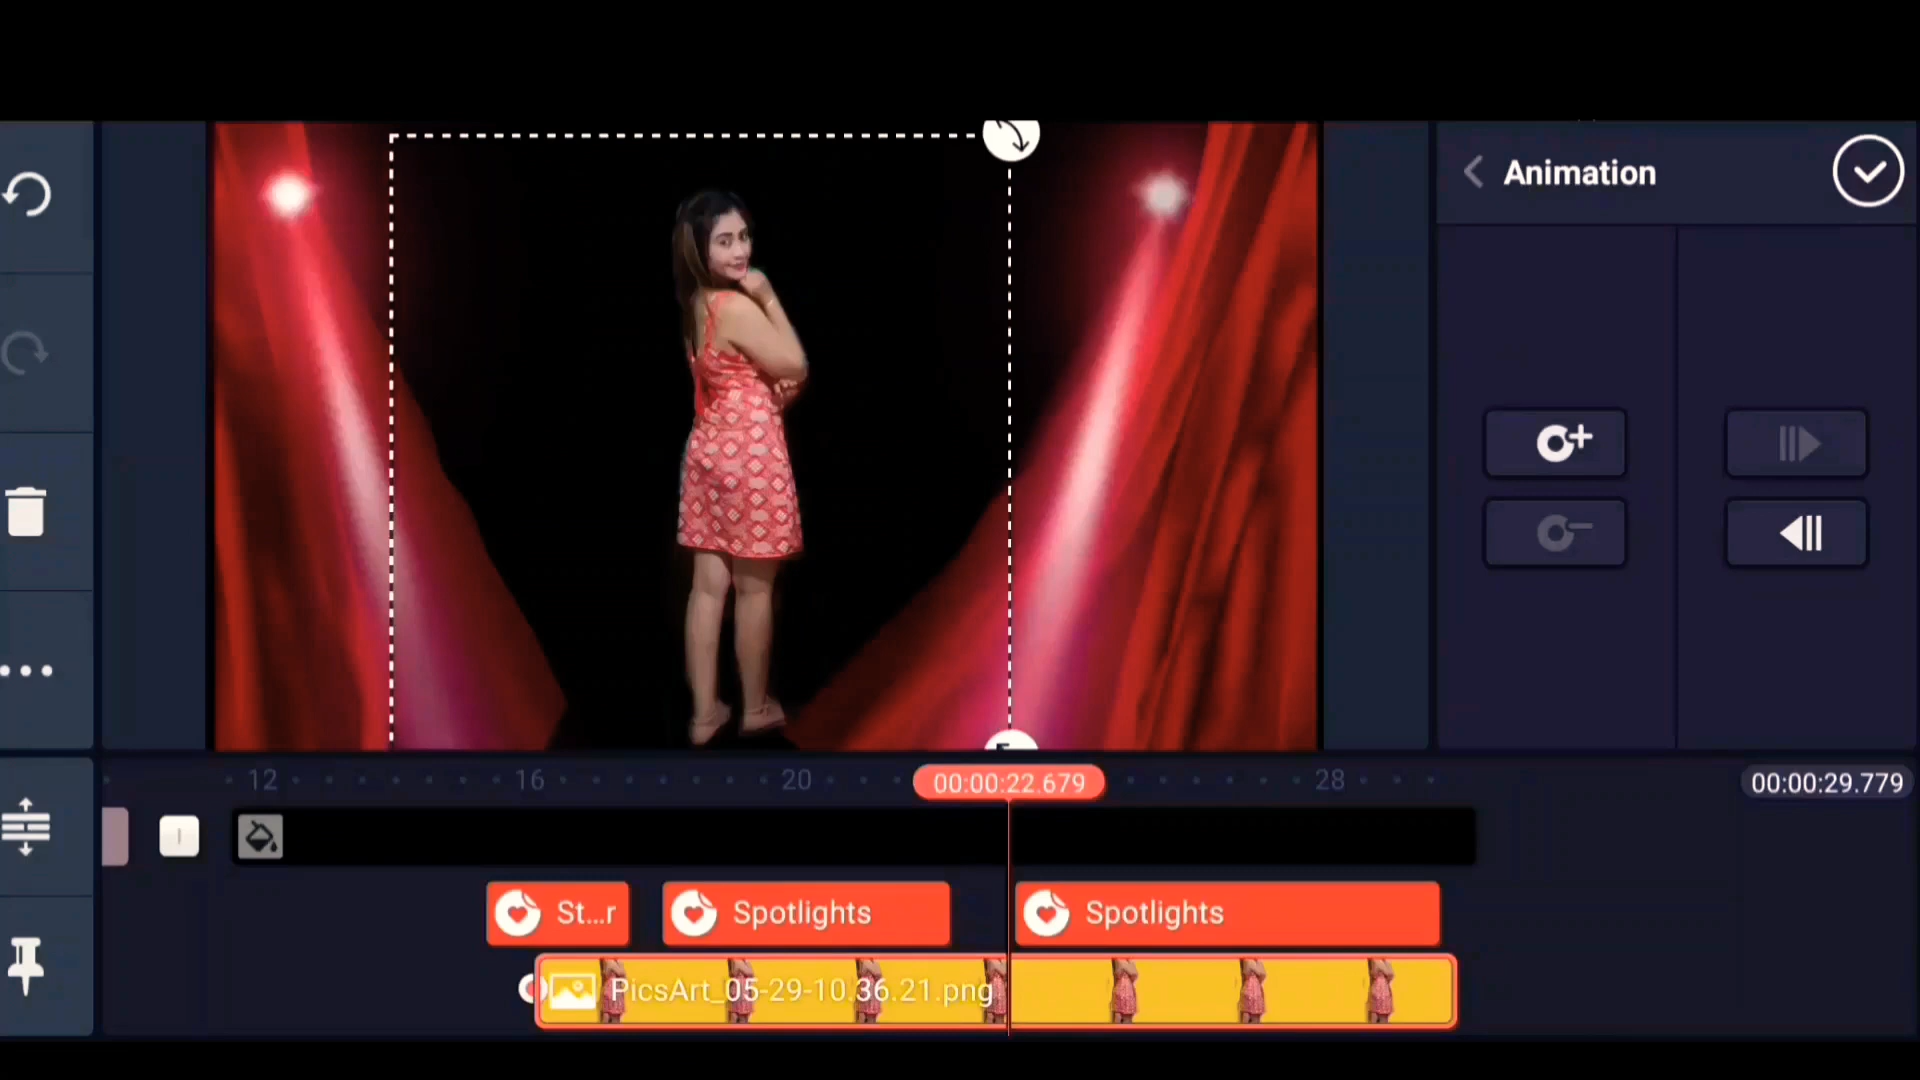 Animation
12 16 20 00:00:22.679 28 00:00:29.779
St...r Spotlights Spotlights
PicsArt_05-29-10.36.21.png